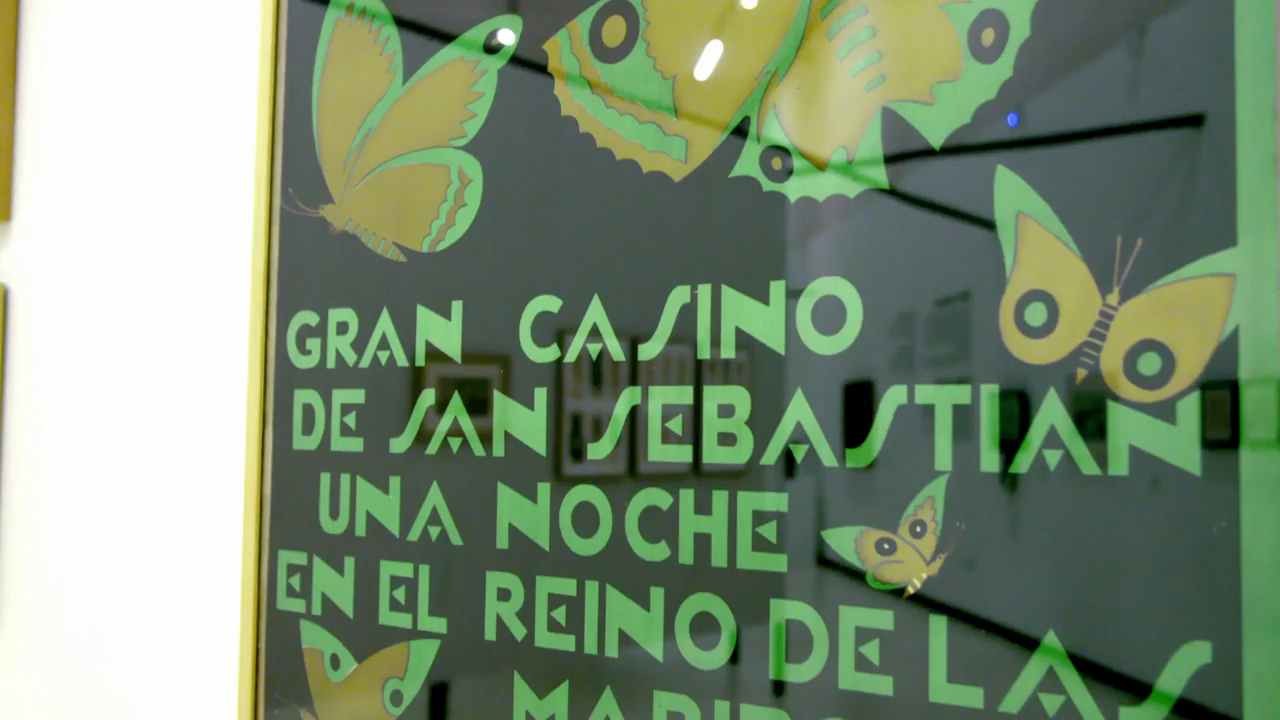 GRAN CASINO
DE SAN SEBASTIAN
UNA NOCHE
EN EL REINO DE LAS